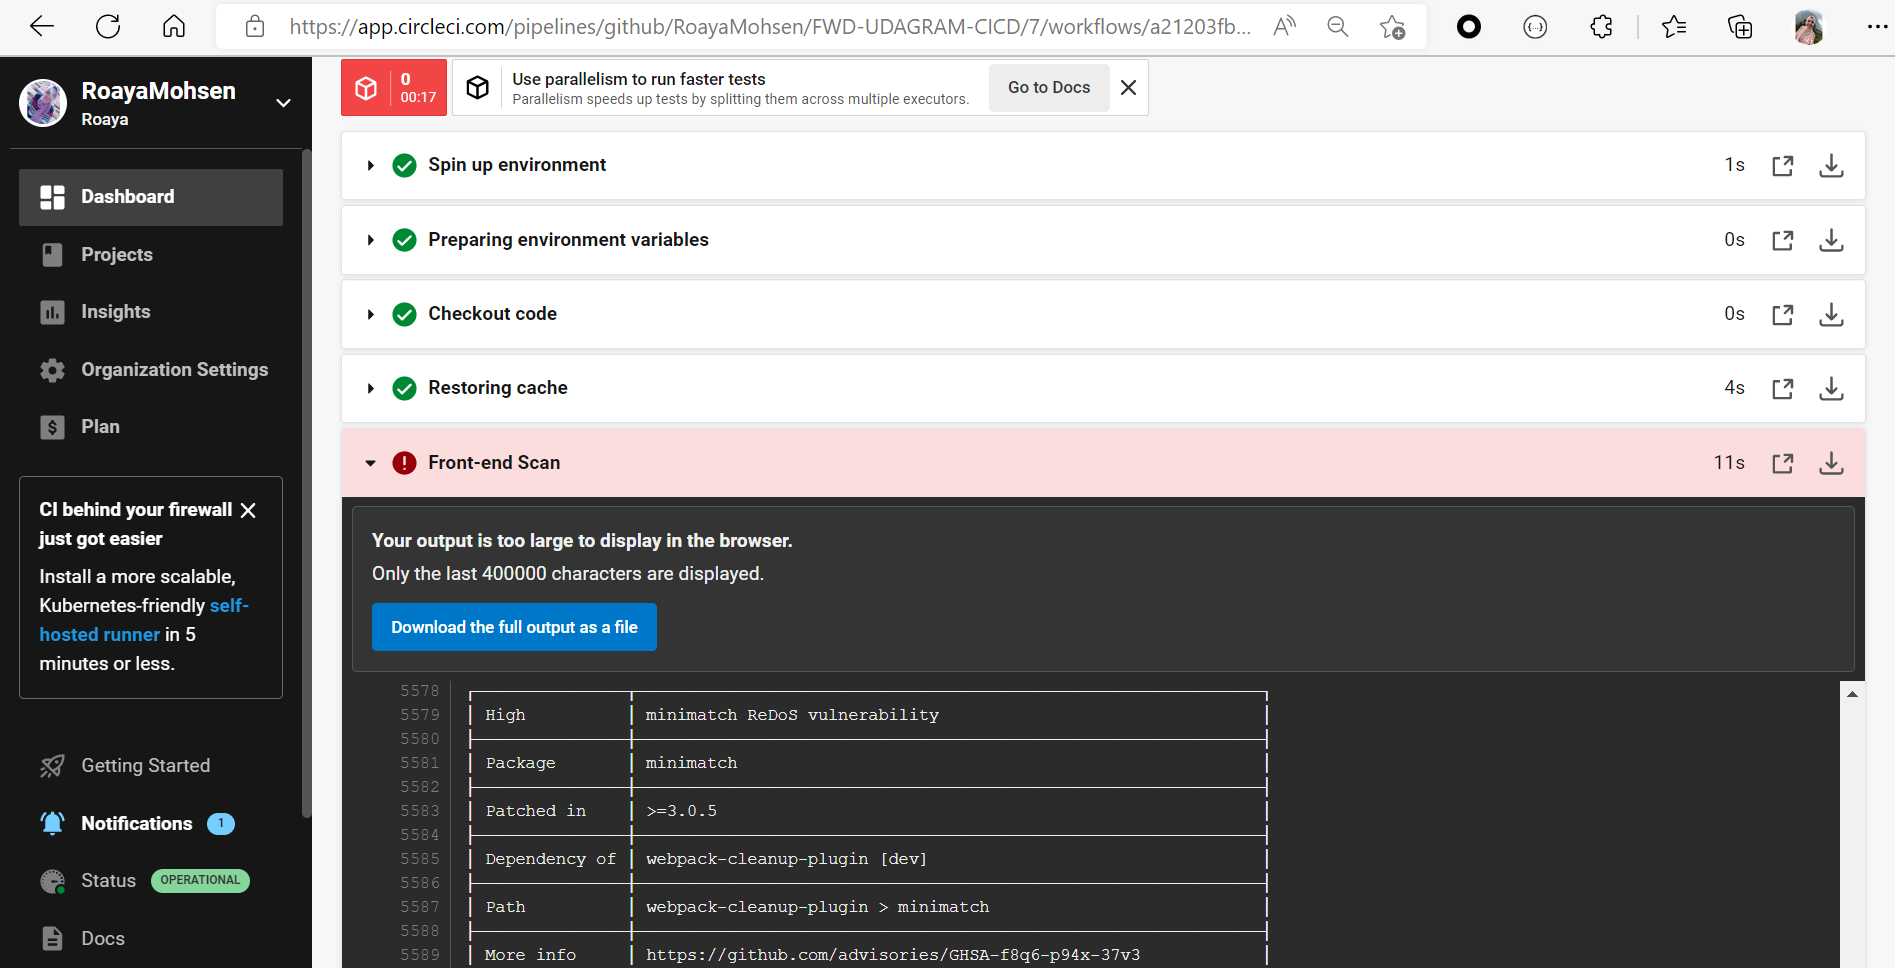 https://app.circleci.com/pipelines/github/RoayaMohsen/FWD-UDAGRAM-CICD/7/workflows/a21203fb...
RoayaMohsen
Roaya
Dashboard
Projects
Insights
Organization Settings
Plan
CI behind your firewall
just got easier
Install a more scalable,
Kubernetes-friendly self-
hosted runner in 5
minutes or less.
Getting Started
Notifications 1
Status OPERATIONAL
Docs
0
00:17
Use parallelism to run faster tests
Parallelism speeds up tests by splitting them across multiple executors.
Go to Docs
Spin up environment 1s
Preparing environment variables 0s
Checkout code 0s
Restoring cache 4s
Front-end Scan 11s
Your output is too large to display in the browser.
Only the last 400000 characters are displayed.
Download the full output as a file
5578
5579 High minimatch ReDoS vulnerability
5580
5581 Package minimatch
5582
5583 Patched in >=3.0.5
5584
5585 Dependency of webpack-cleanup-plugin [dev]
5586
5587 Path webpack-cleanup-plugin > minimatch
5588
5589 More info https://github.com/advisories/GHSA-f8q6-p94x-37v3